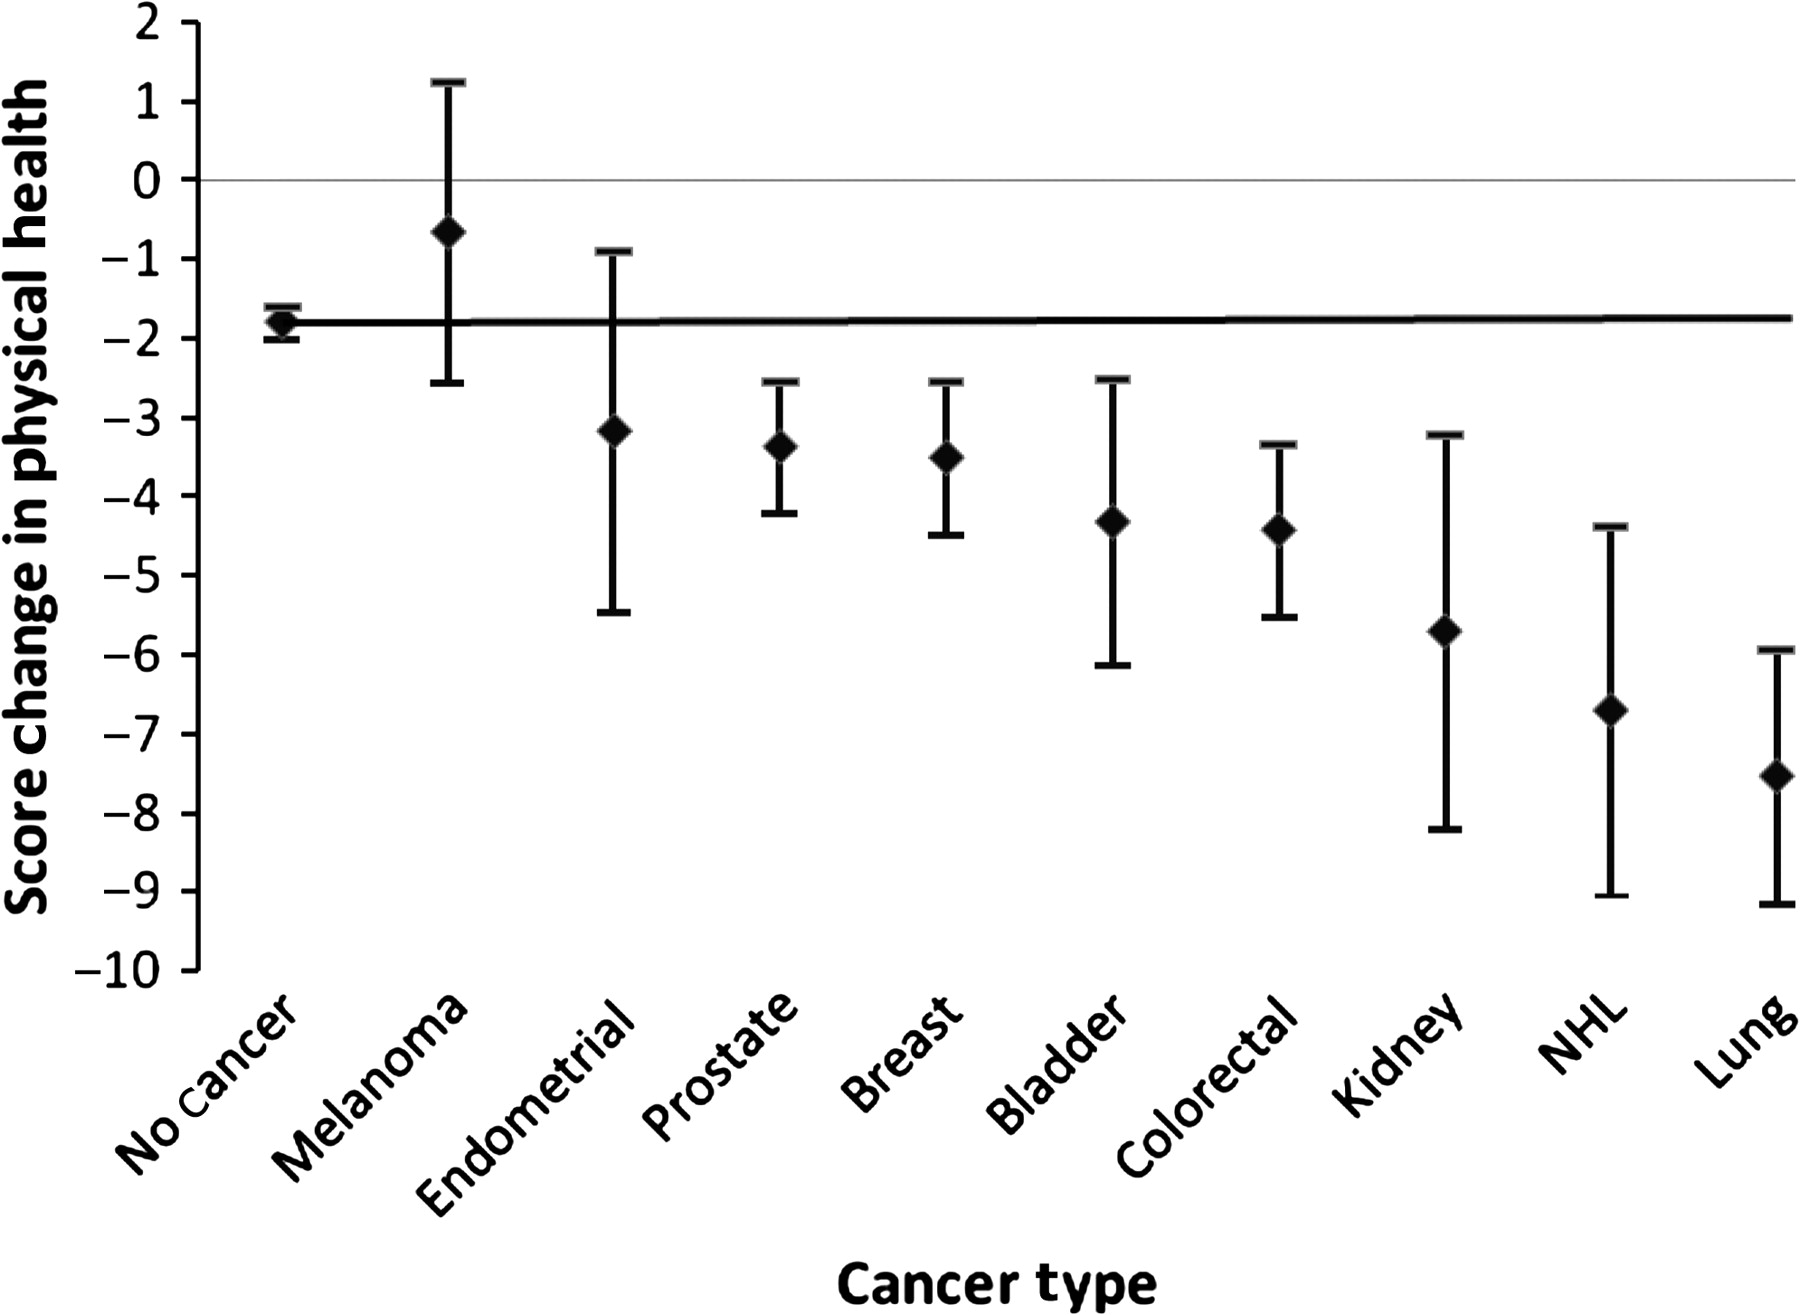 Score change in physical health
2
1
0
−1
−2
−3
−4
−5
−6
−7
−8
−9
−10
No cancer
Melanoma
Endometrial
Prostate
Breast
Bladder
Colorectal
Kidney
NHL
Lung
Cancer type